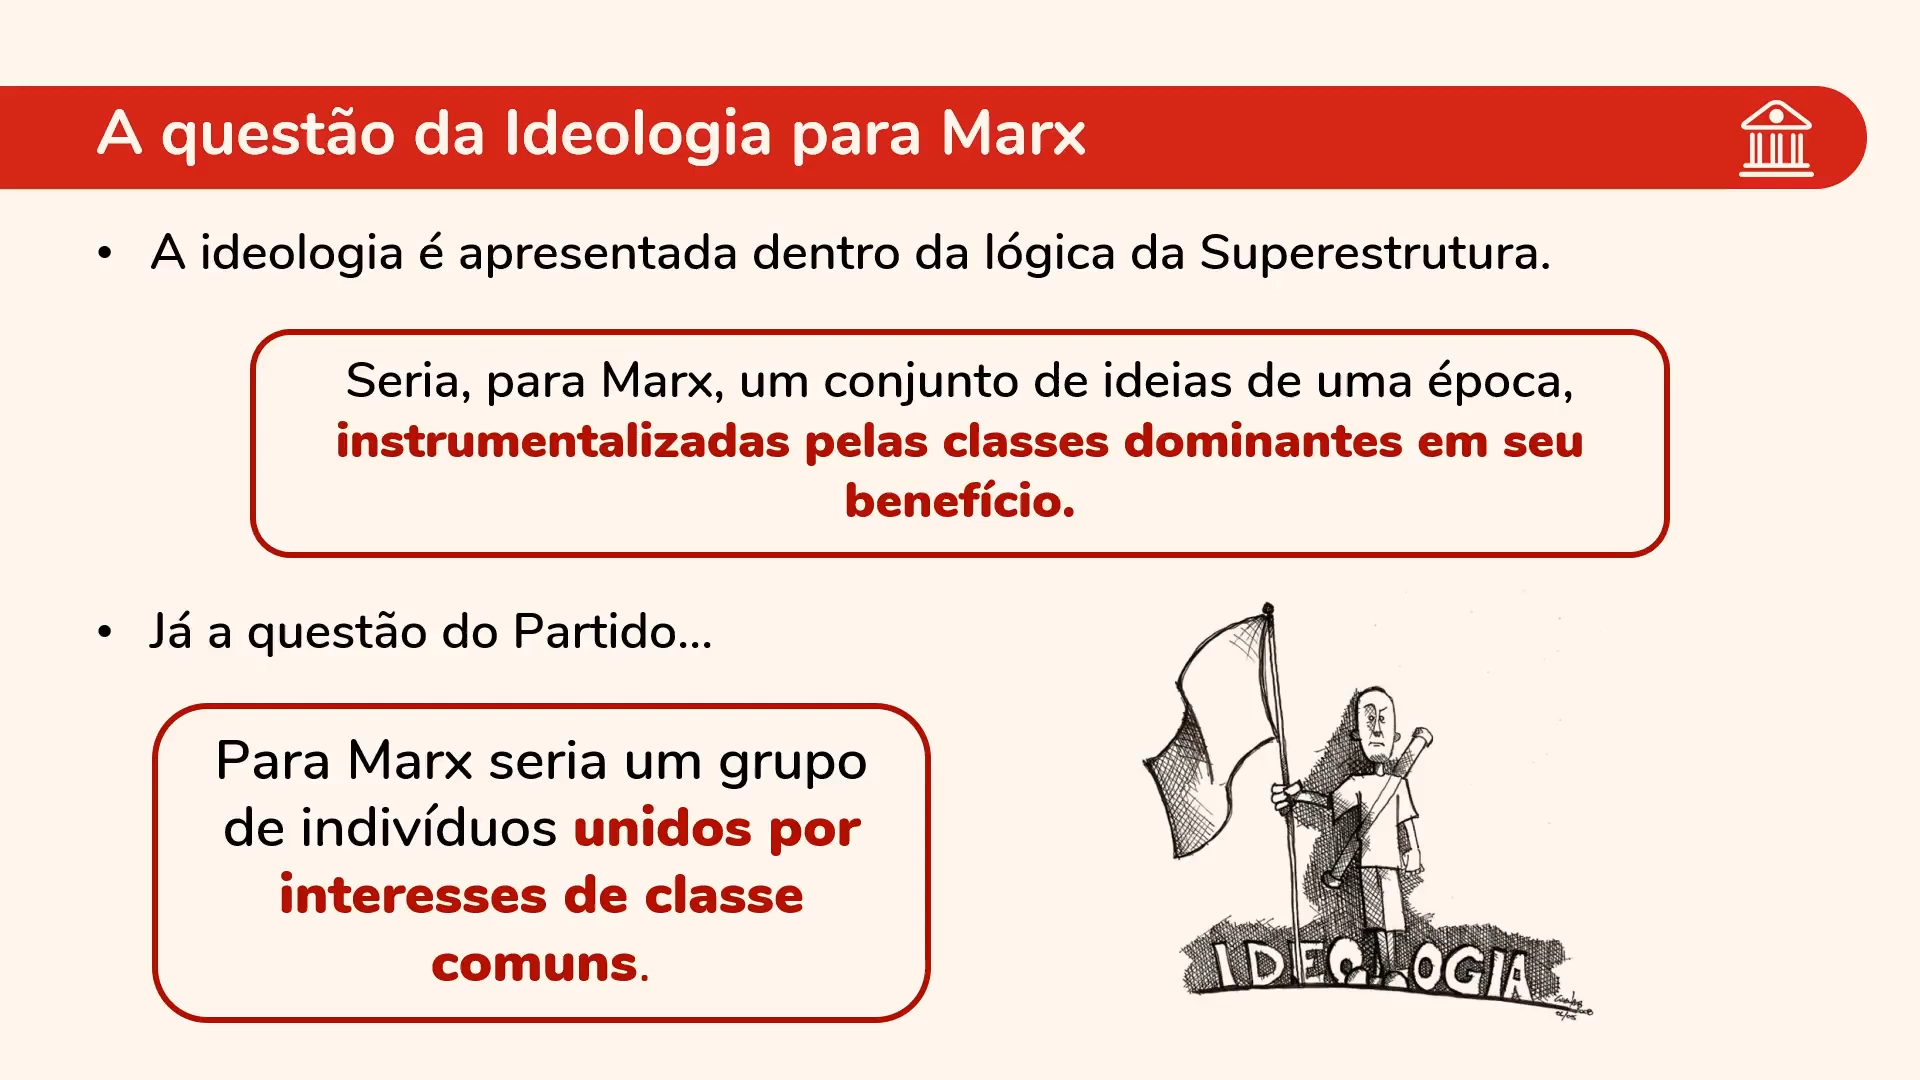 A questão da Ideologia para Marx
• A ideologia é apresentada dentro da lógica da Superestrutura.
Seria, para Marx, um conjunto de ideias de uma época,
instrumentalizadas pelas classes dominantes em seu
benefício.
• Já a questão do Partido...
Para Marx seria um grupo
de indivíduos unidos por
interesses de classe
comuns.
IDEOLOGIA